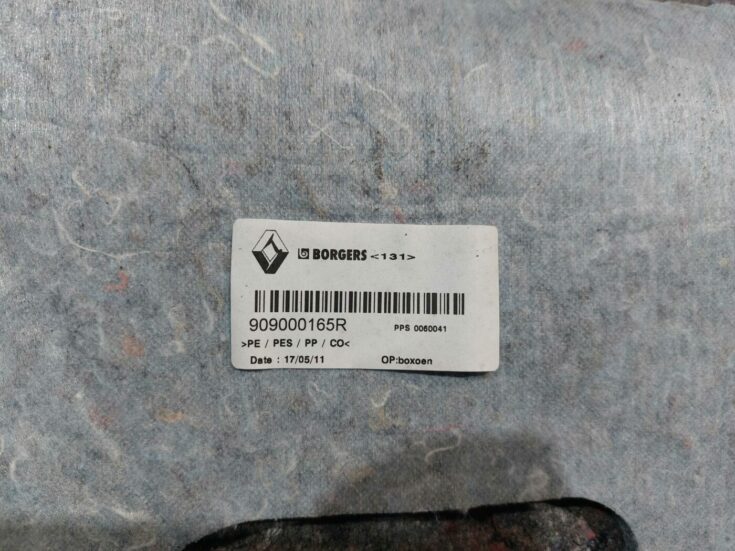 BORGERS <131>
909000165R PPS 0060041
>PE / PES / PP / CO<
Date : 17/05/11 OP:boxoen